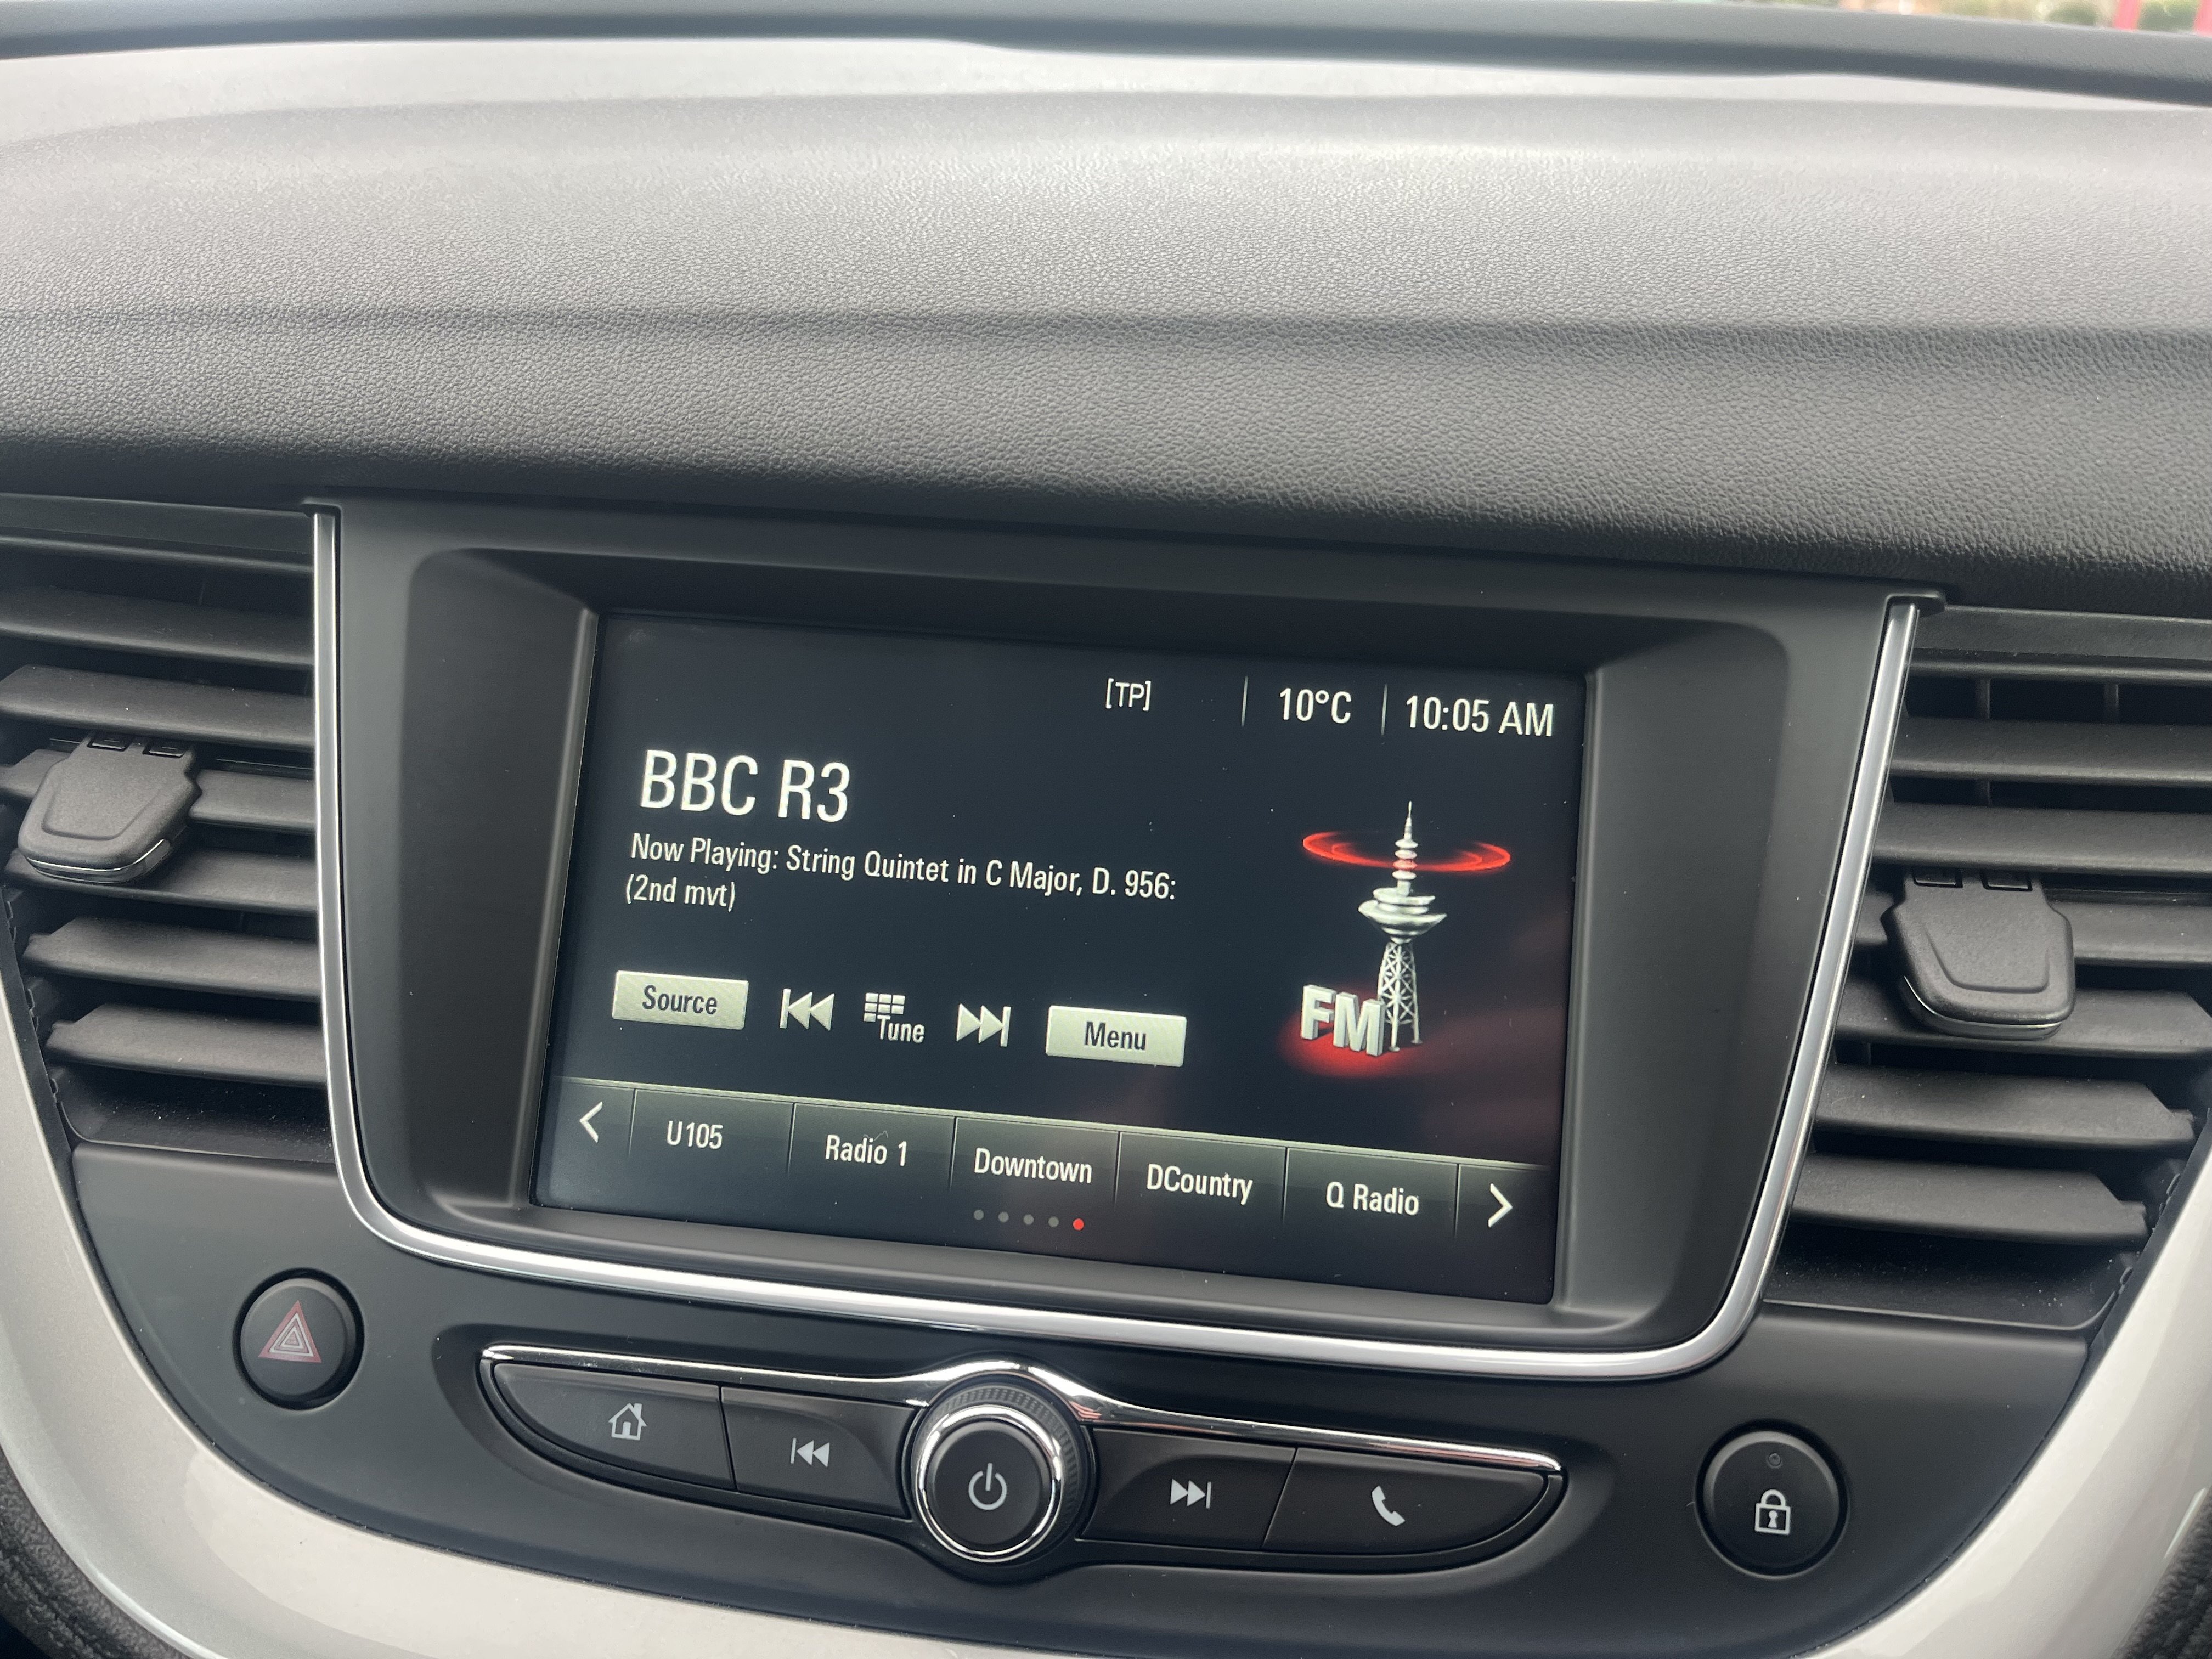 [TP] 10°C 10:05 AM
BBC R3
Now Playing: String Quintet in C Major, D. 956:
(2nd mvt)
Source Tune Menu
FM
U105 Radio 1 Downtown DCountry Q Radio